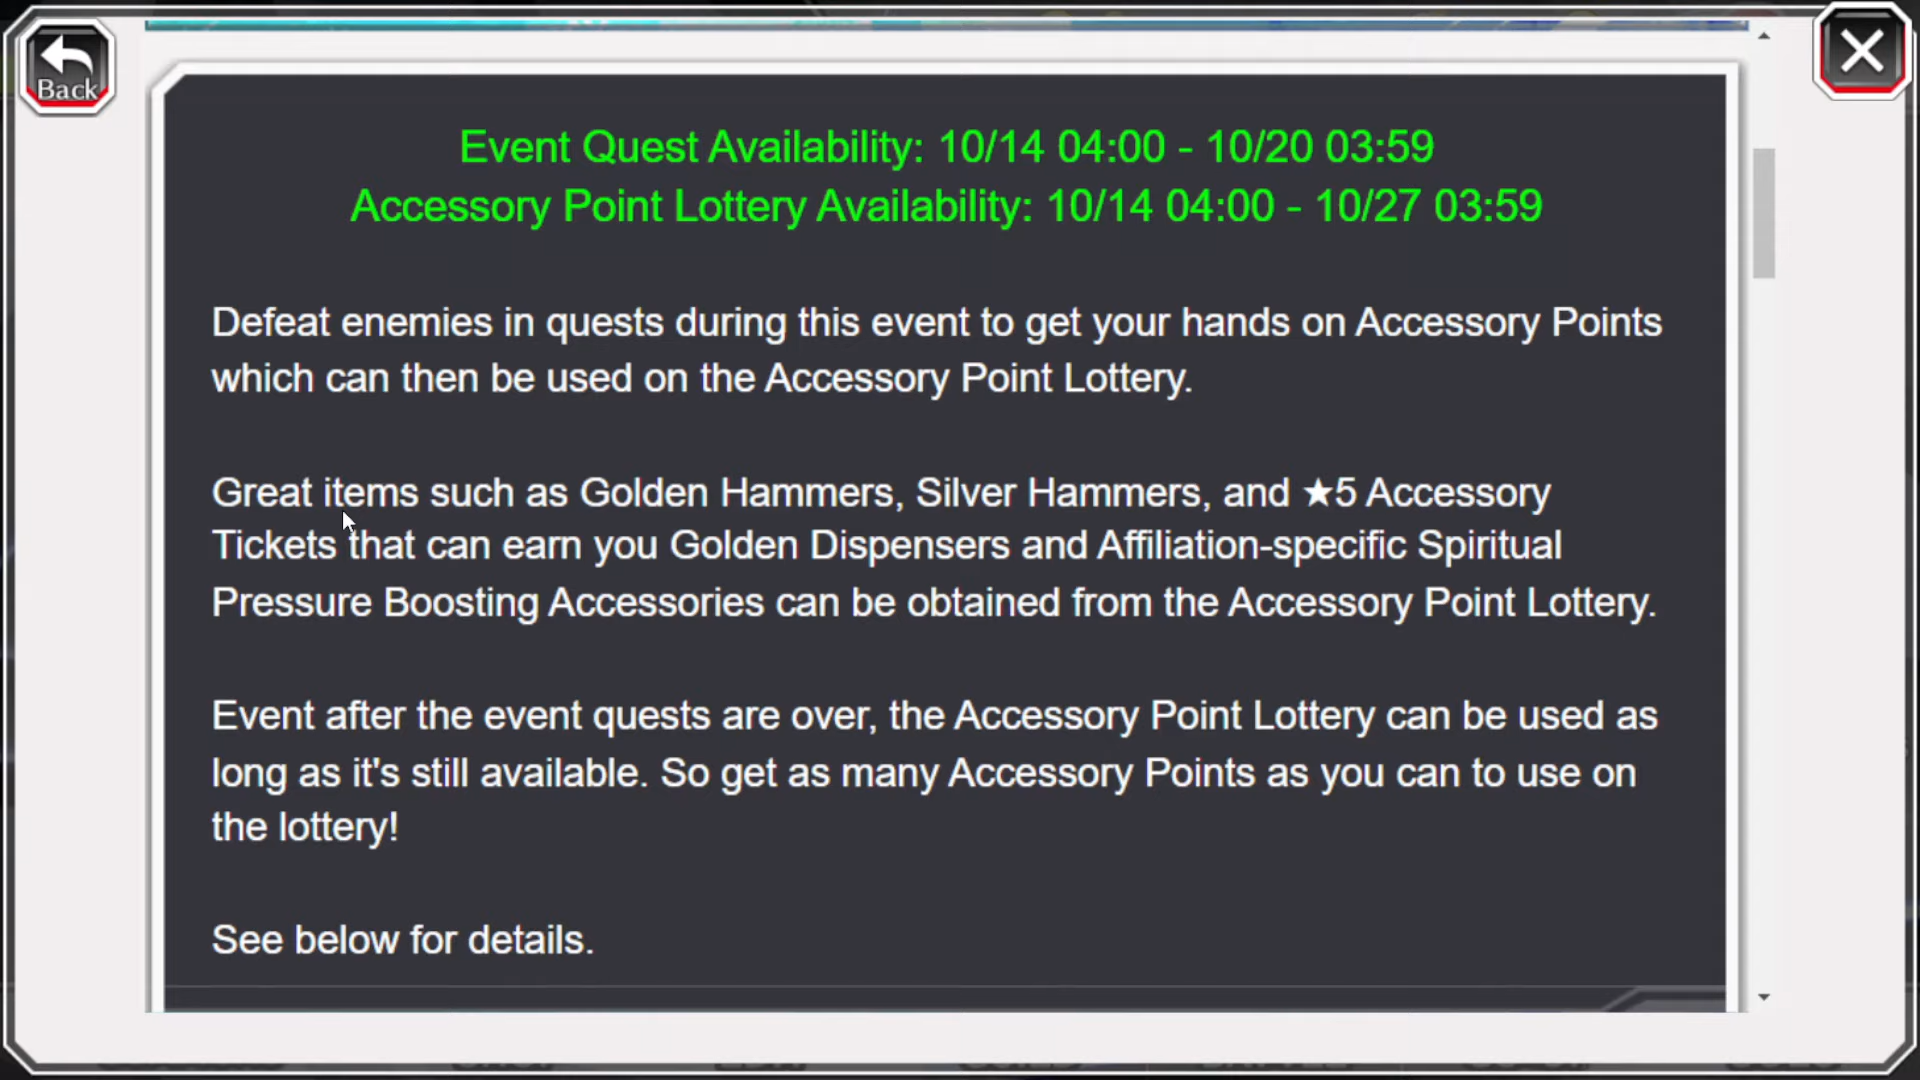 Back
Event Quest Availability: 10/14 04:00 - 10/20 03:59
Accessory Point Lottery Availability: 10/14 04:00 - 10/27 03:59
Defeat enemies in quests during this event to get your hands on Accessory Points
which can then be used on the Accessory Point Lottery.
Great items such as Golden Hammers, Silver Hammers, and ★5 Accessory
Tickets that can earn you Golden Dispensers and Affiliation-specific Spiritual
Pressure Boosting Accessories can be obtained from the Accessory Point Lottery.
Event after the event quests are over, the Accessory Point Lottery can be used as
long as it's still available. So get as many Accessory Points as you can to use on
the lottery!
See below for details.